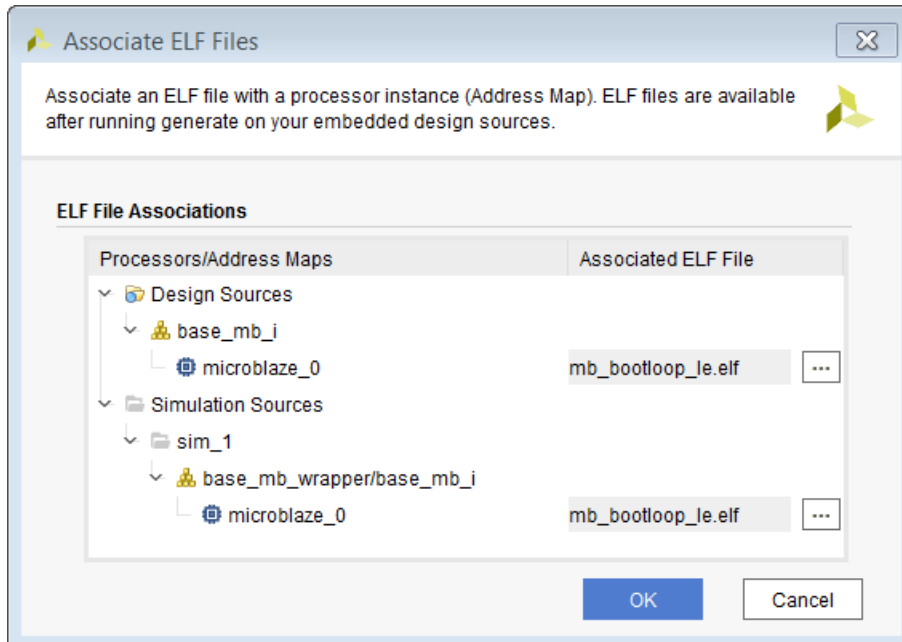 Associate ELF Files
Associate an ELF file with a processor instance (Address Map). ELF files are available
after running generate on your embedded design sources.
ELF File Associations
Processors/Address Maps Associated ELF File
Design Sources
base_mb_i
microblaze_0 mb_bootloop_le.elf ...
Simulation Sources
sim_1
base_mb_wrapper/base_mb_i
microblaze_0 mb_bootloop_le.elf ...
OK Cancel